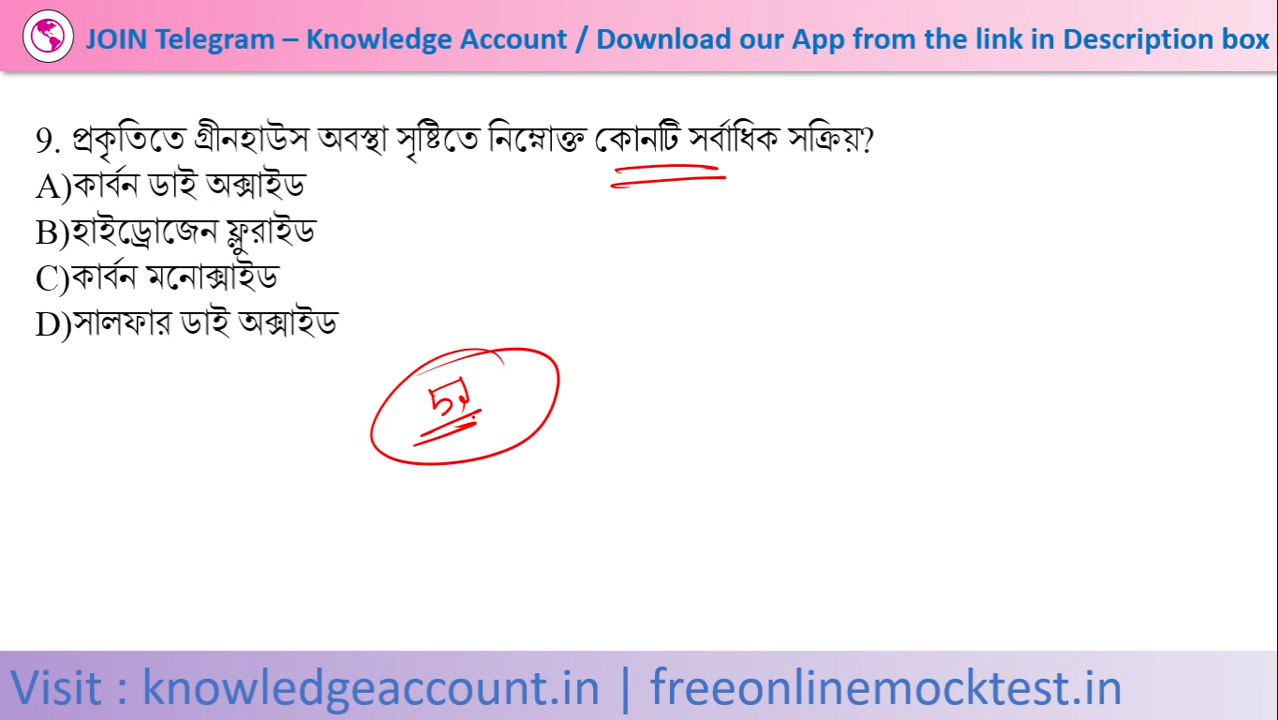 JOIN Telegram – Knowledge Account / Download our App from the link in Description box
9. প্রকৃতিতে গ্রীনহাউস অবস্থা সৃষ্টিতে নিম্নোক্ত কোনটি সর্বাধিক সক্রিয়?
A)কার্বন ডাই অক্সাইড
B)হাইড্রোজেন ফ্লুরাইড
C)কার্বন মনোক্সাইড
D)সালফার ডাই অক্সাইড
Visit : knowledgeaccount.in | freeonlinemocktest.in